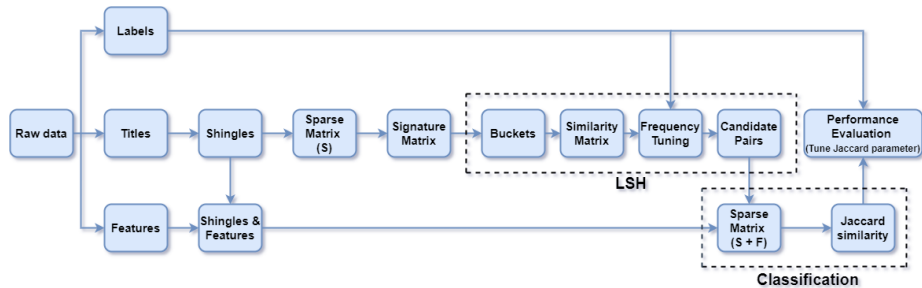 Labels
Raw data
Titles
Shingles
Sparse
Matrix
(S)
Signature
Matrix
Buckets
Similarity
Matrix
Frequency
Tuning
Candidate
Pairs
Performance
Evaluation
(Tune Jaccard parameter)
LSH
Features
Shingles &
Features
Sparse
Matrix
(S + F)
Jaccard
similarity
Classification